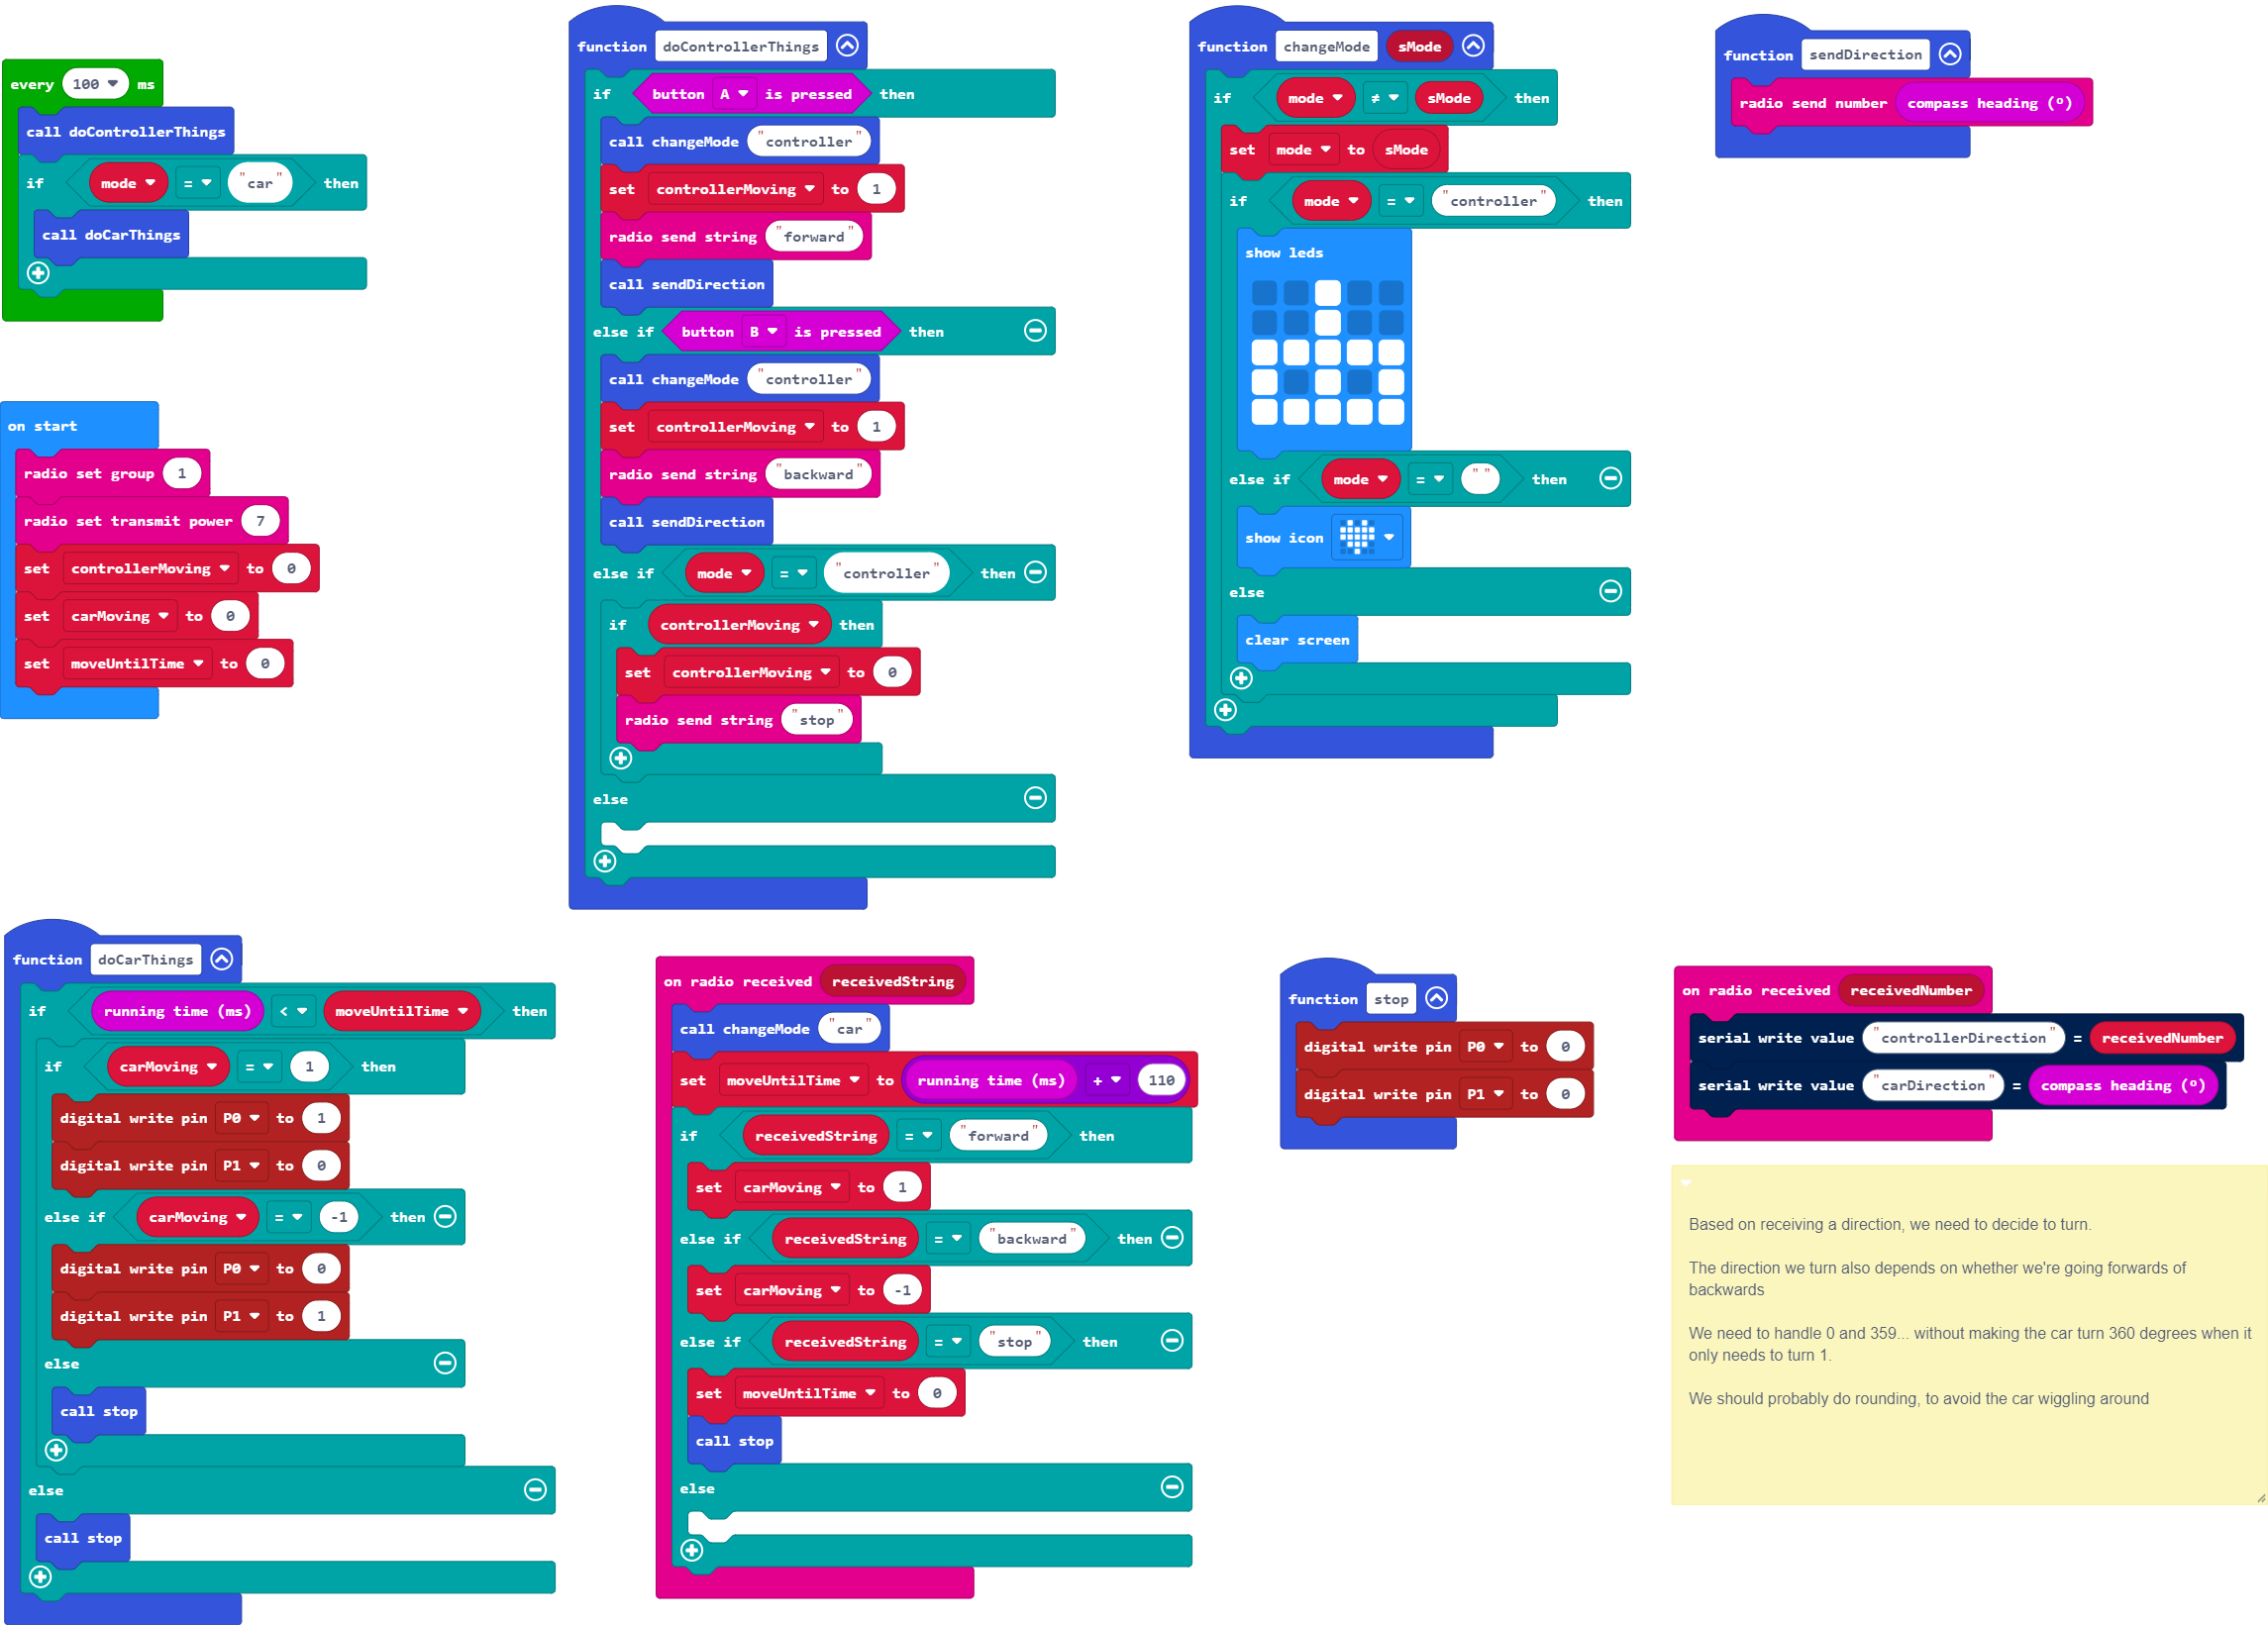 every 100 ms
call doControllerThings
if mode = "car" then
call doCarThings
on start
radio set group 1
radio set transmit power 7
set controllerMoving to 0
set carMoving to 0
set moveUntilTime to 0
function doControllerThings
if button A is pressed then
call changeMode "controller"
set controllerMoving to 1
radio send string "forward"
call sendDirection
else if button B is pressed then
call changeMode "controller"
set controllerMoving to 1
radio send string "backward"
call sendDirection
else if mode = "controller" then
if controllerMoving then
set controllerMoving to 0
radio send string "stop"
else
function changeMode sMode
if mode ≠ sMode then
set mode to sMode
if mode = "controller" then
show leds
else if mode = "" then
show icon
else
clear screen
function sendDirection
radio send number compass heading (º)
function doCarThings
if running time (ms) < moveUntilTime then
if carMoving = 1 then
digital write pin P0 to 1
digital write pin P1 to 0
else if carMoving = -1 then
digital write pin P0 to 0
digital write pin P1 to 1
else
call stop
else
call stop
on radio received receivedString
call changeMode "car"
set moveUntilTime to running time (ms) + 110
if receivedString = "forward" then
set carMoving to 1
else if receivedString = "backward" then
set carMoving to -1
else if receivedString = "stop" then
set moveUntilTime to 0
call stop
else
function stop
digital write pin P0 to 0
digital write pin P1 to 0
on radio received receivedNumber
serial write value "controllerDirection" = receivedNumber
serial write value "carDirection" = compass heading (º)
Based on receiving a direction, we need to decide to turn.
The direction we turn also depends on whether we're going forwards of
backwards
We need to handle 0 and 359... without making the car turn 360 degrees when it
only needs to turn 1.
We should probably do rounding, to avoid the car wiggling around